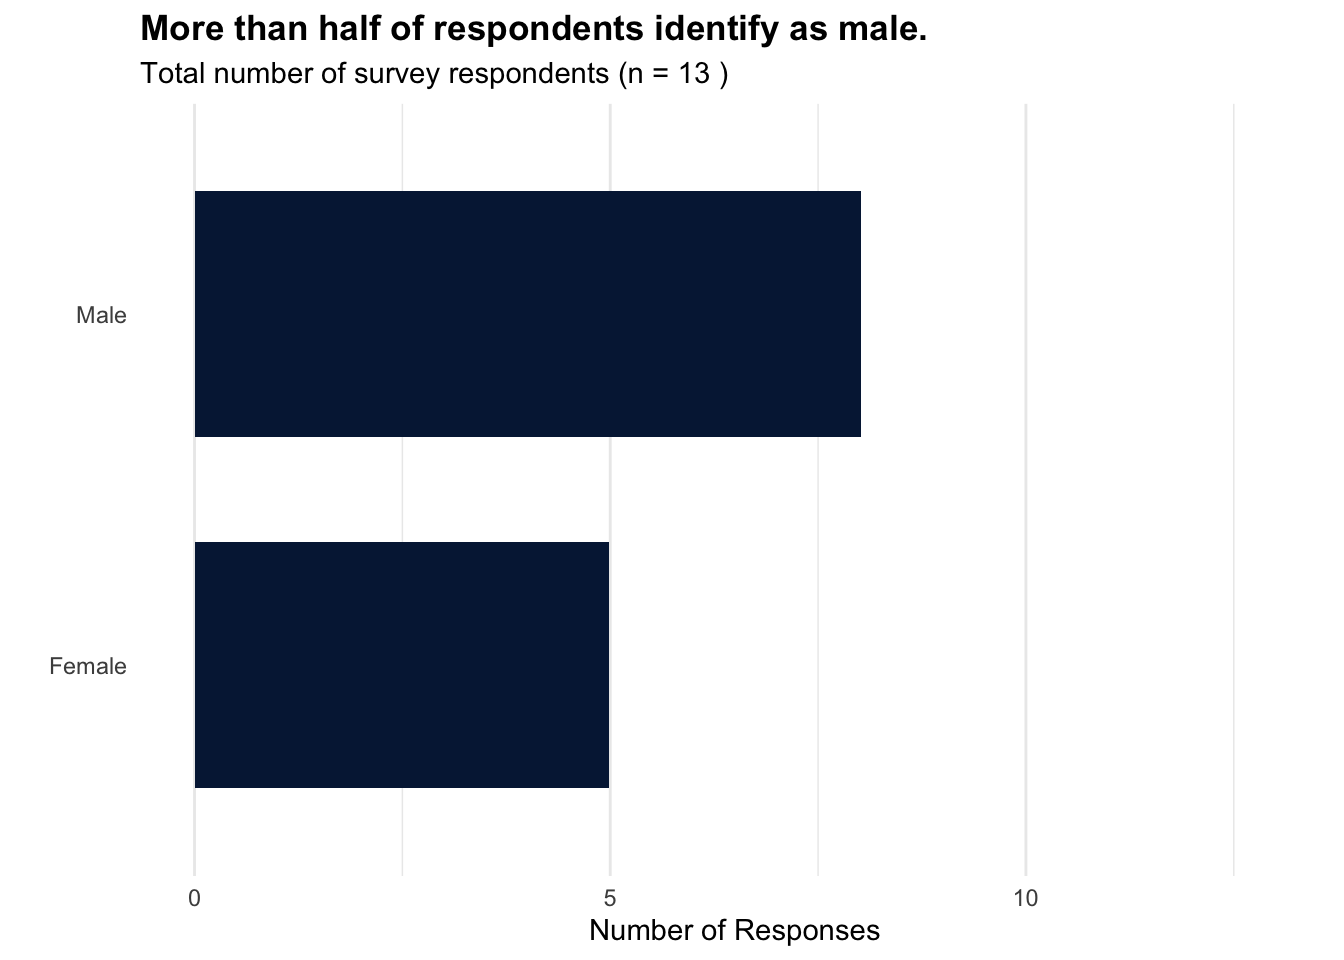 More than half of respondents identify as male.
Total number of survey respondents (n = 13 )
Male
Female
0 5 10
Number of Responses